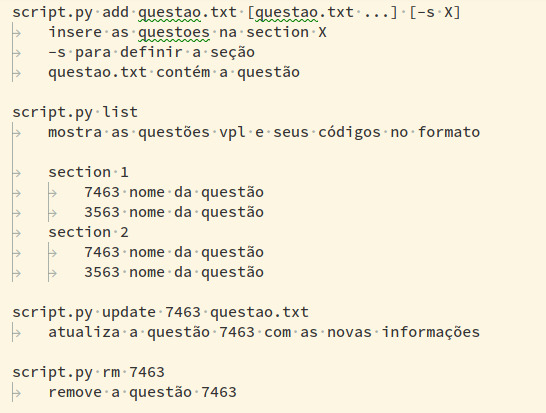 script.py add questao.txt [questao.txt ...] [-s X]
insere as questoes na section X
-s para definir a seção
questao.txt contém a questão
script.py list
mostra as questões vpl e seus códigos no formato
section 1
7463 nome da questão
3563 nome da questão
section 2
7463 nome da questão
3563 nome da questão
script.py update 7463 questao.txt
atualiza a questão 7463 com as novas informações
script.py rm 7463
remove a questão 7463